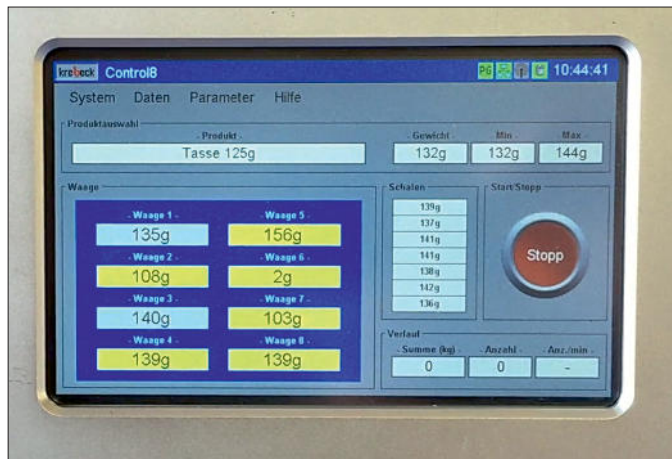 krebeck Control8 PG 10:44:41
System Daten Parameter Hilfe
Produktauswahl
- Produkt - - Gewicht - - Min - - Max -
Tasse 125g 132g 132g 144g
Waage Schalen Start/Stopp
- Waage 1 - - Waage 5 -
135g 156g
- Waage 2 - - Waage 6 -
108g 2g
- Waage 3 - - Waage 7 -
140g 103g
- Waage 4 - - Waage 8 -
139g 139g
139g
137g
141g
141g
138g
142g
136g
Stopp
Verlauf
- Summe (kg) - - Anzahl - - Anz./min -
0 0 -